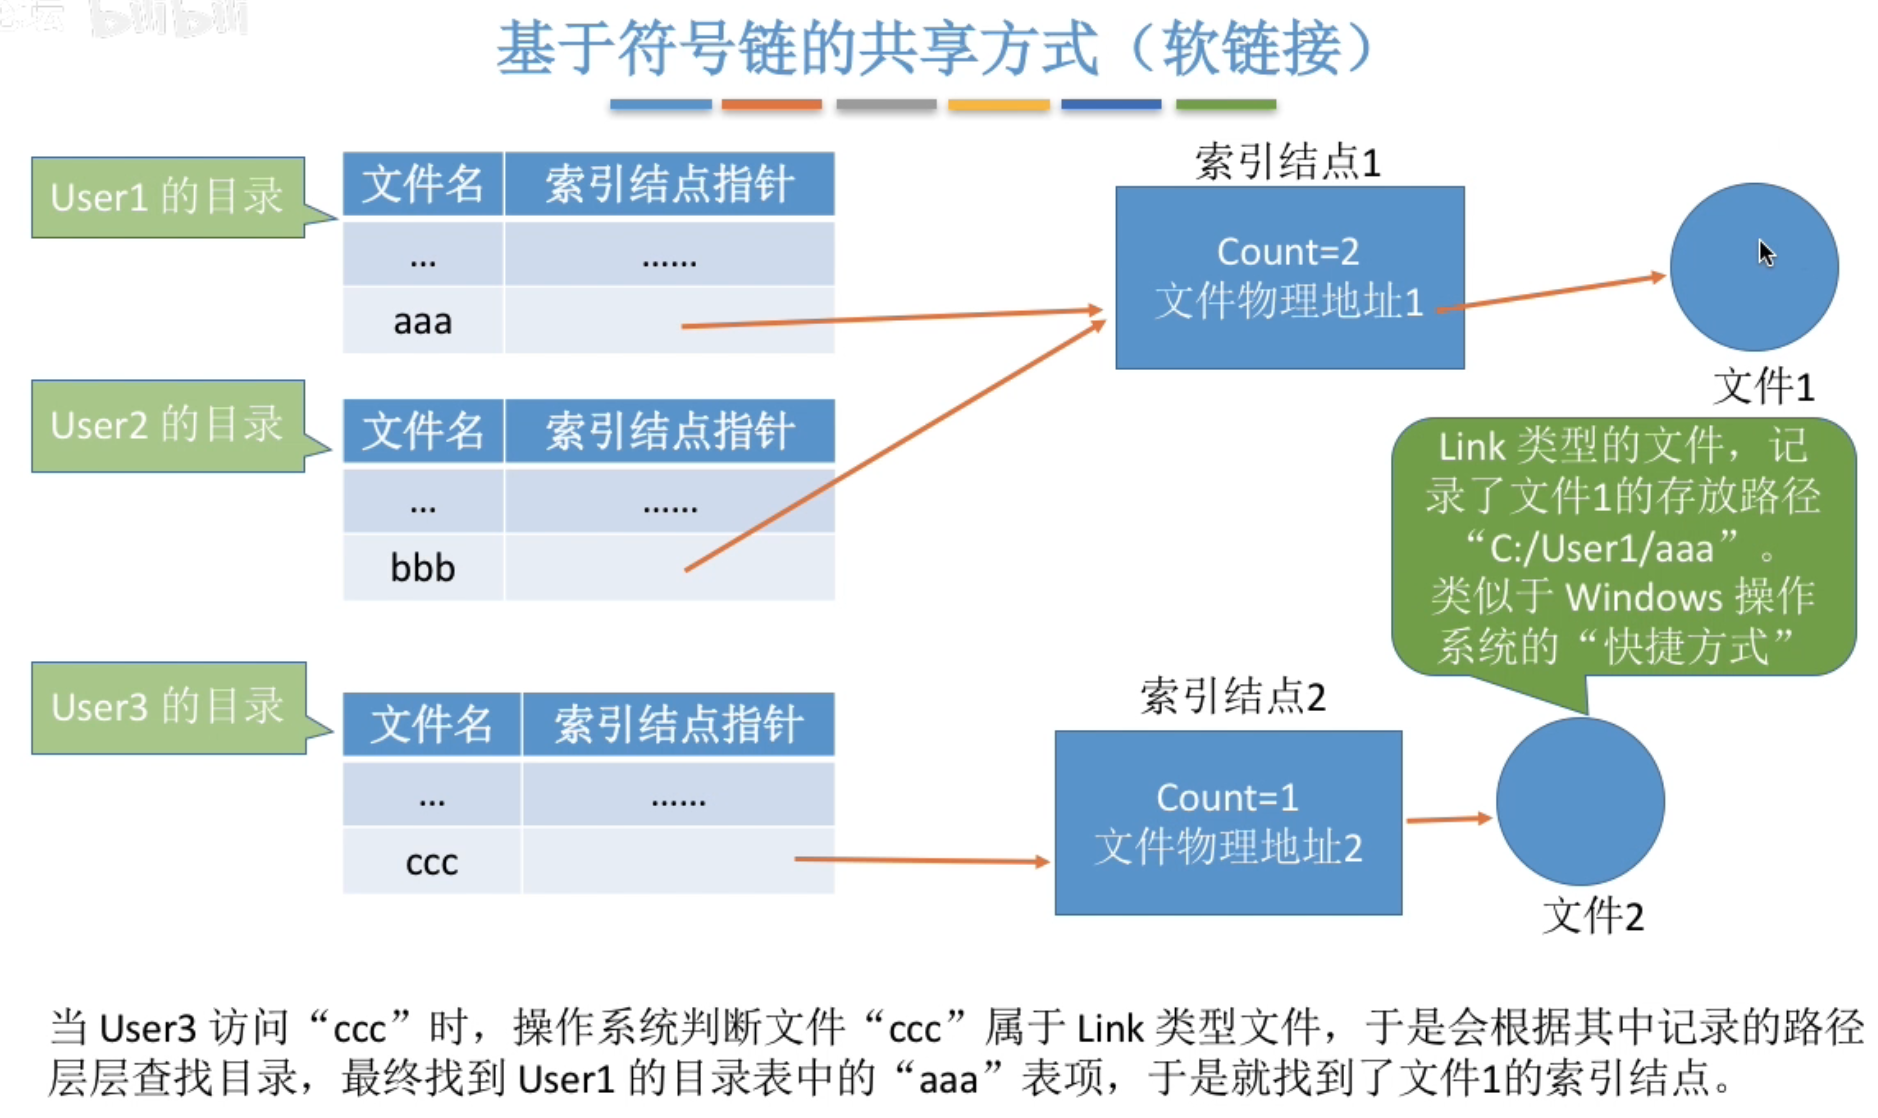 bilibili
基于符号链的共享方式（软链接）
User1 的目录
文件名 索引结点指针
... ......
aaa
索引结点1
Count=2
文件物理地址1
文件1
User2 的目录
文件名 索引结点指针
... ......
bbb
Link 类型的文件，记
录了文件1的存放路径
“C:/User1/aaa”。
类似于 Windows 操作
系统的“快捷方式”
User3 的目录
文件名 索引结点指针
... ......
ccc
索引结点2
Count=1
文件物理地址2
文件2
当 User3 访问“ccc”时，操作系统判断文件“ccc”属于 Link 类型文件，于是会根据其中记录的路径
层层查找目录，最终找到 User1 的目录表中的“aaa”表项，于是就找到了文件1的索引结点。